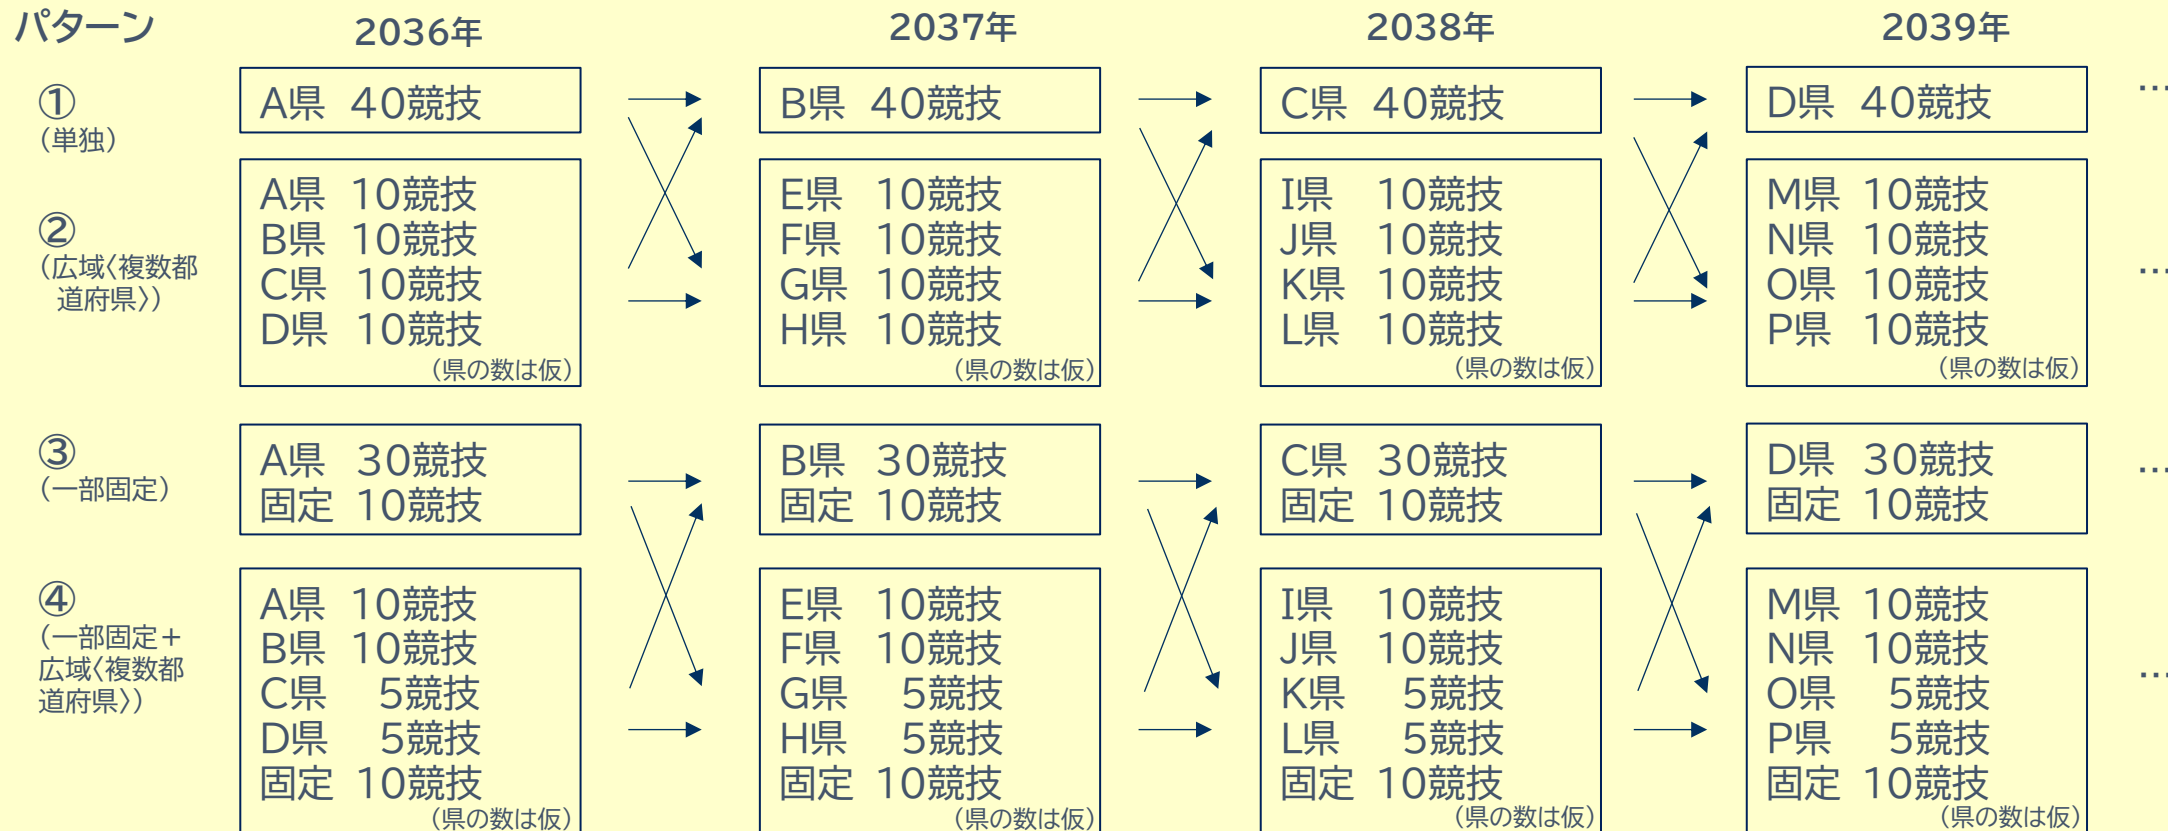 パターン 2036年 2037年 2038年 2039年
①
（単独）
A県 40競技
B県 40競技
C県 40競技
D県 40競技
…
②
（広域〈複数都
道府県〉）
A県 10競技
B県 10競技
C県 10競技
D県 10競技
（県の数は仮）
E県 10競技
F県 10競技
G県 10競技
H県 10競技
（県の数は仮）
I県 10競技
J県 10競技
K県 10競技
L県 10競技
（県の数は仮）
M県 10競技
N県 10競技
O県 10競技
P県 10競技
（県の数は仮）
…
③
（一部固定）
A県 30競技
固定 10競技
B県 30競技
固定 10競技
C県 30競技
固定 10競技
D県 30競技
固定 10競技
…
④
（一部固定＋
広域〈複数都
道府県〉）
A県 10競技
B県 10競技
C県 5競技
D県 5競技
固定 10競技
（県の数は仮）
E県 10競技
F県 10競技
G県 5競技
H県 5競技
固定 10競技
（県の数は仮）
I県 10競技
J県 10競技
K県 5競技
L県 5競技
固定 10競技
（県の数は仮）
M県 10競技
N県 10競技
O県 5競技
P県 5競技
固定 10競技
（県の数は仮）
…